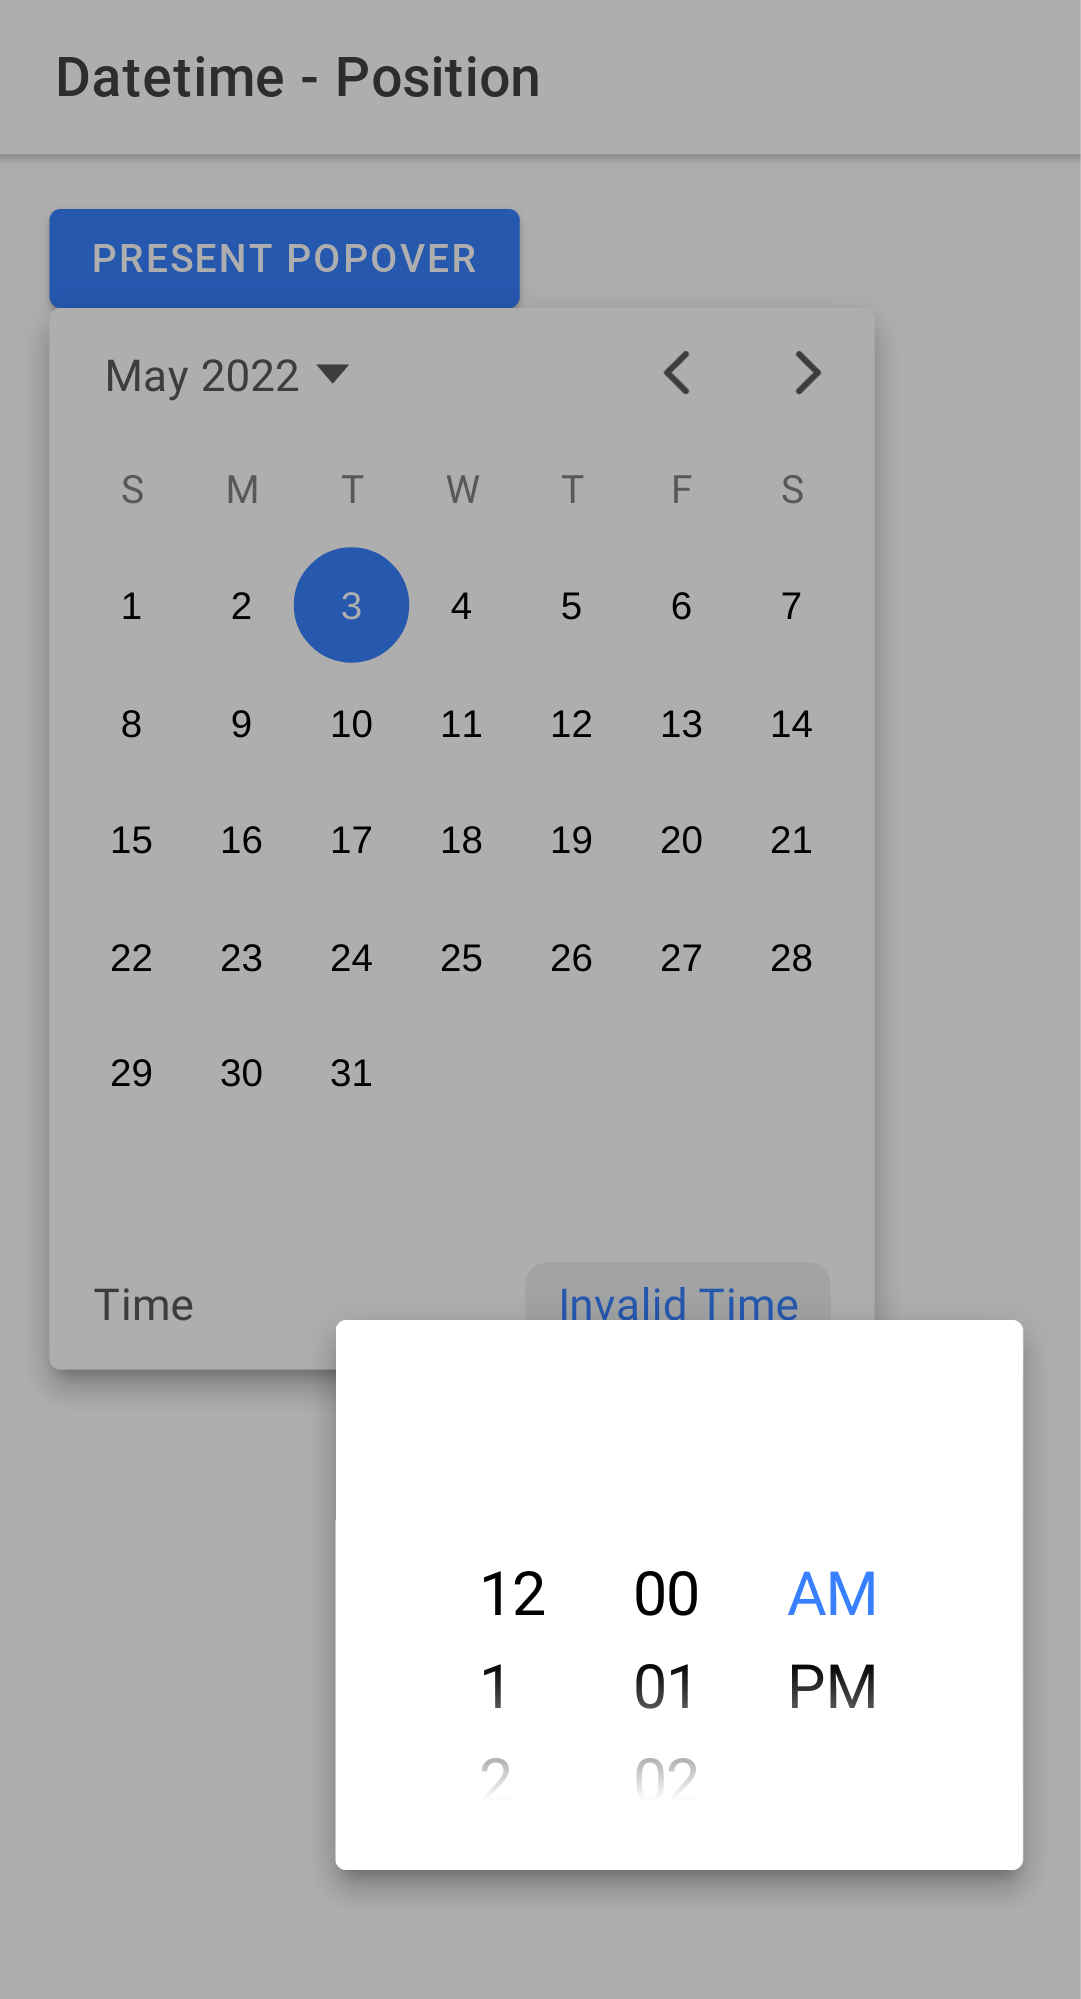 Datetime - Position
PRESENT POPOVER
May 2022
S M T W T F S
1 2 3 4 5 6 7
8 9 10 11 12 13 14
15 16 17 18 19 20 21
22 23 24 25 26 27 28
29 30 31
Time Invalid Time
12 00 AM
1 01 PM
2 02